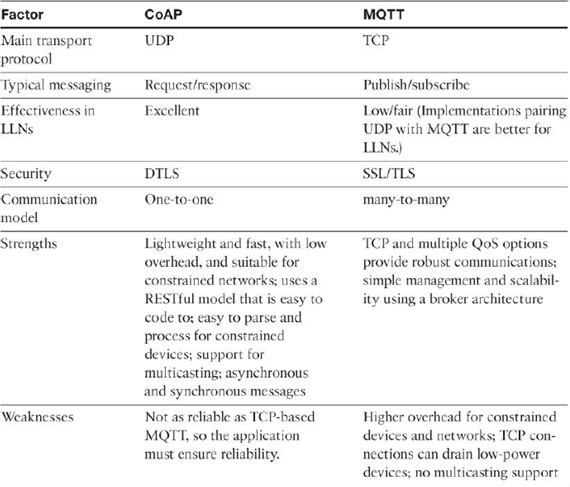 Factor CoAP MQTT
Main transport UDP TCP
protocol
Typical messaging Request/response Publish/subscribe
Effectiveness in Excellent Low/fair (Implementations pairing
LLNs UDP with MQTT are better for
LLNs.)
Security DTLS SSL/TLS
Communication One-to-one many-to-many
model
Strengths Lightweight and fast, with low TCP and multiple QoS options
overhead, and suitable for provide robust communications;
constrained networks; uses a simple management and scalabil-
RESTful model that is easy to ity using a broker architecture
code to; easy to parse and
process for constrained
devices; support for
multicasting; asynchronous
and synchronous messages
Weaknesses Not as reliable as TCP-based Higher overhead for constrained
MQTT, so the application devices and networks; TCP con-
must ensure reliability. nections can drain low-power
devices; no multicasting support